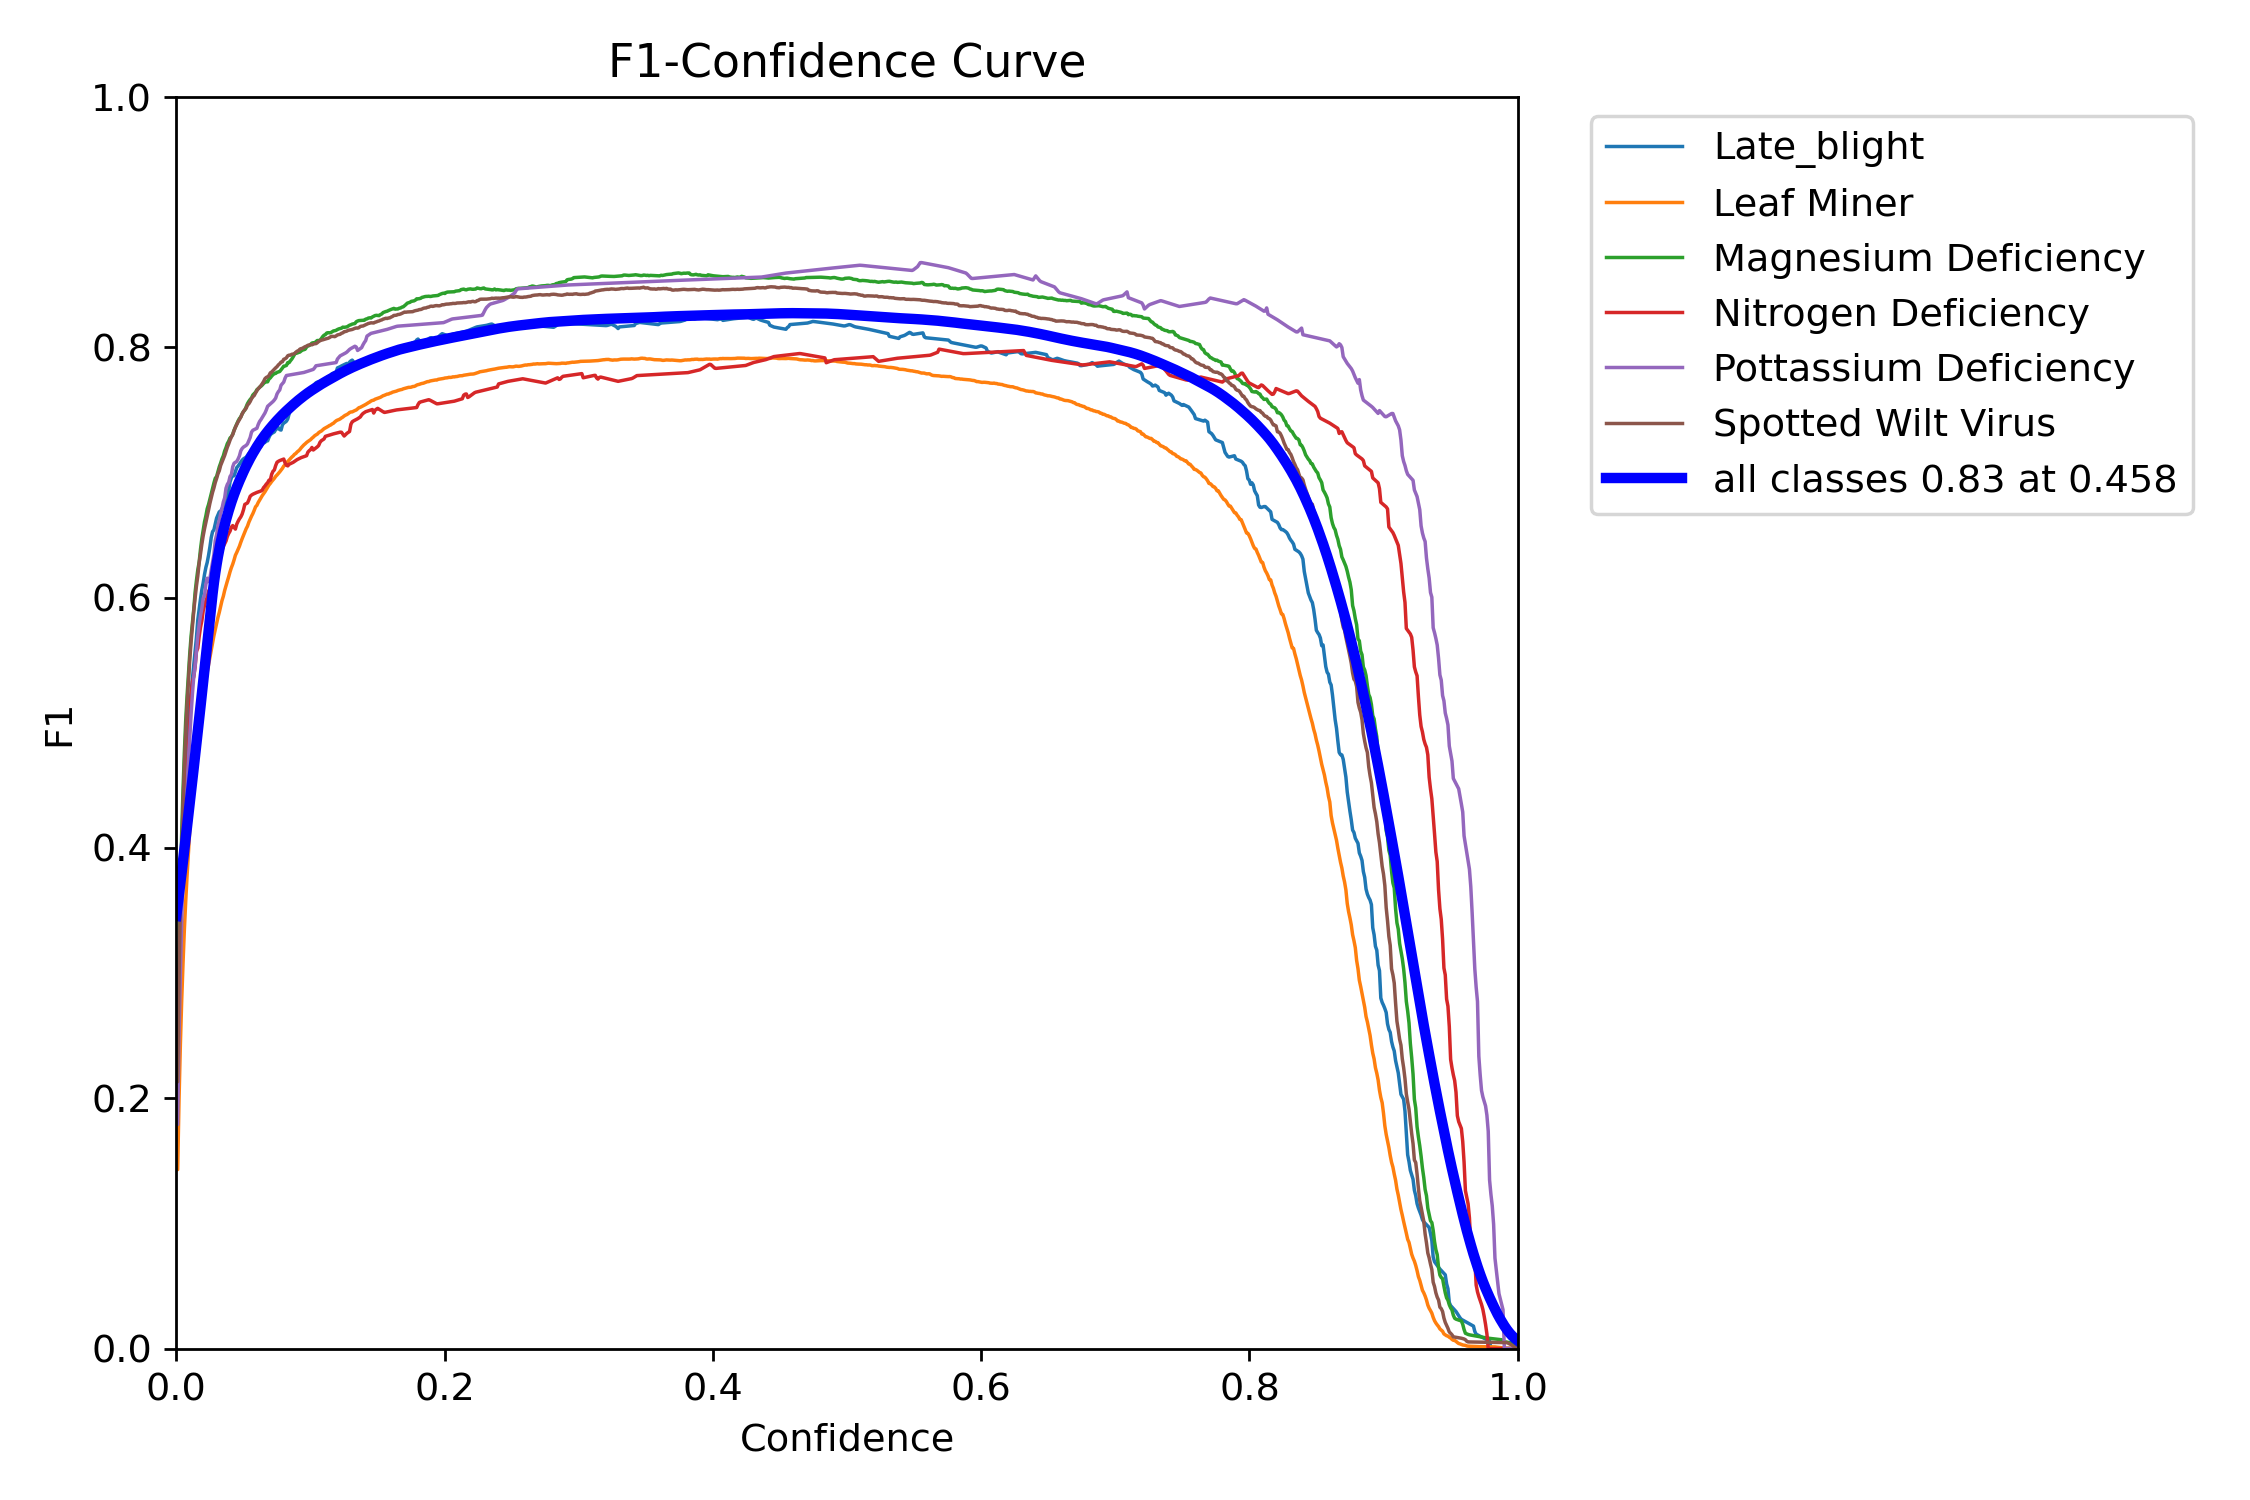 F1-Confidence Curve
1.0
0.8
0.6
0.4
0.2
0.0
F1
0.0 0.2 0.4 0.6 0.8 1.0
Confidence
Late_blight
Leaf Miner
Magnesium Deficiency
Nitrogen Deficiency
Pottassium Deficiency
Spotted Wilt Virus
all classes 0.83 at 0.458